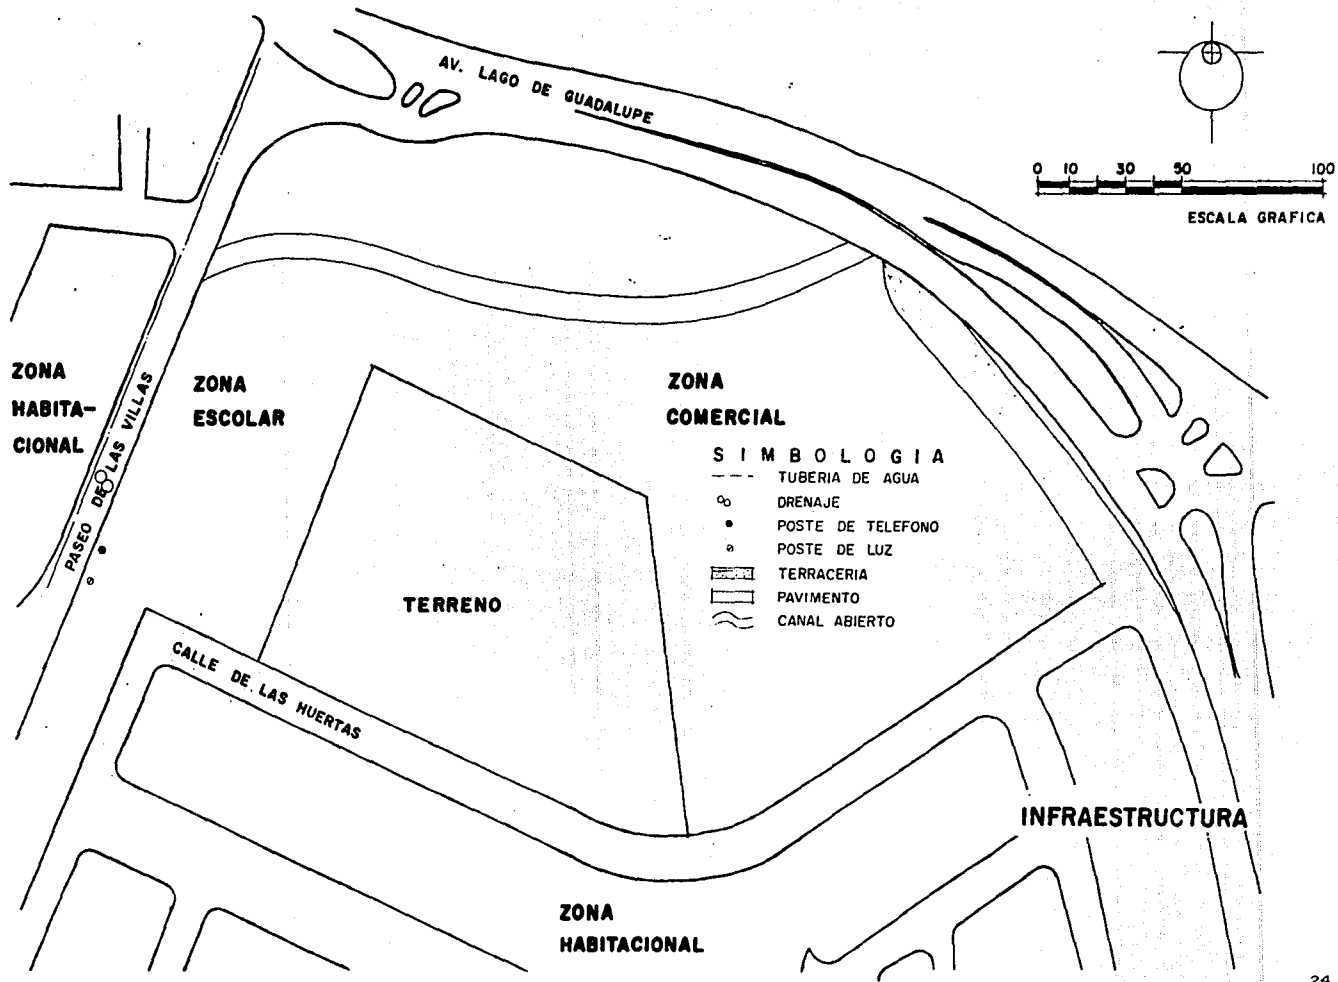 AV. LAGO DE GUADALUPE
0 10 30 50 100
ESCALA GRAFICA
ZONA
HABITA-
CIONAL
PASEO DE LAS VILLAS
ZONA
ESCOLAR
ZONA
COMERCIAL
SIMBOLOGIA
TUBERIA DE AGUA
DRENAJE
POSTE DE TELEFONO
POSTE DE LUZ
TERRACERIA
PAVIMENTO
CANAL ABIERTO
TERRENO
CALLE DE LAS HUERTAS
INFRAESTRUCTURA
ZONA
HABITACIONAL
24